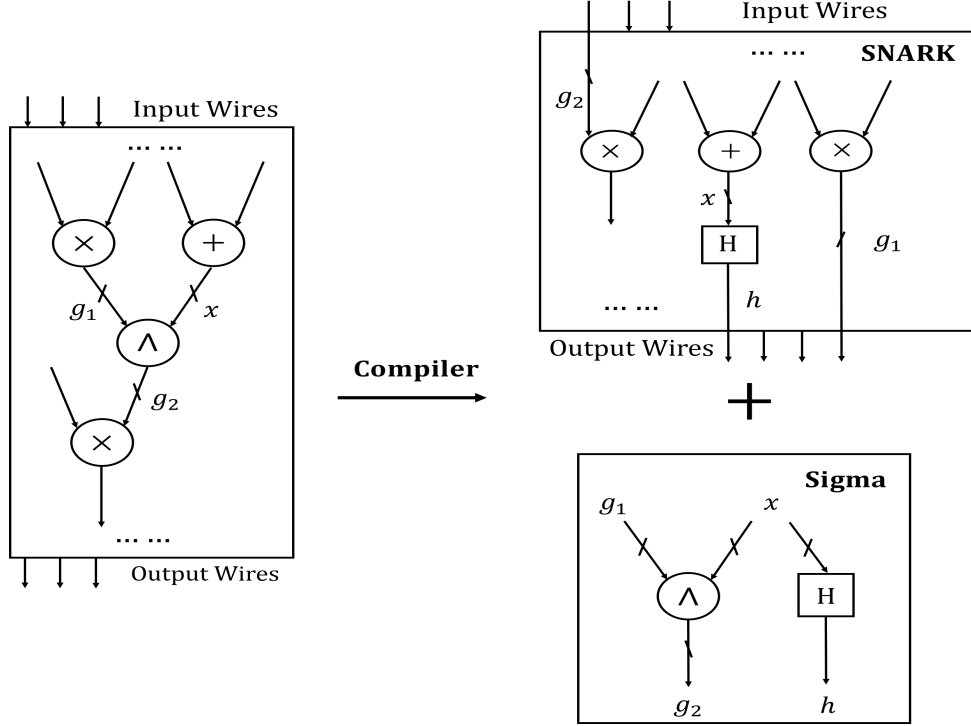 Input Wires
... ...
× +
g₁ x
∧
g₂
×
... ...
Output Wires
Compiler
Input Wires
... ... SNARK
g₂
× + ×
x
H g₁
h
... ...
Output Wires
+
Sigma
g₁ x
∧ H
g₂ h